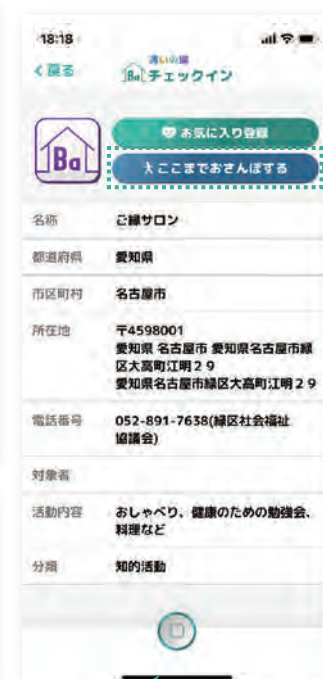 18:18
く戻る
通いの場
Ba チェックイン
Ba
お気に入り登録
ここまでおさんぽする
名称 ご縁サロン
都道府県 愛知県
市区町村 名古屋市
所在地 〒4598001
愛知県 名古屋市 愛知県名古屋市緑
区大高町江明29
愛知県名古屋市緑区大高町江明29
電話番号 052-891-7638(緑区社会福祉
協議会)
対象者
活動内容 おしゃべり、健康のための勉強会、
料理など
分類 知的活動